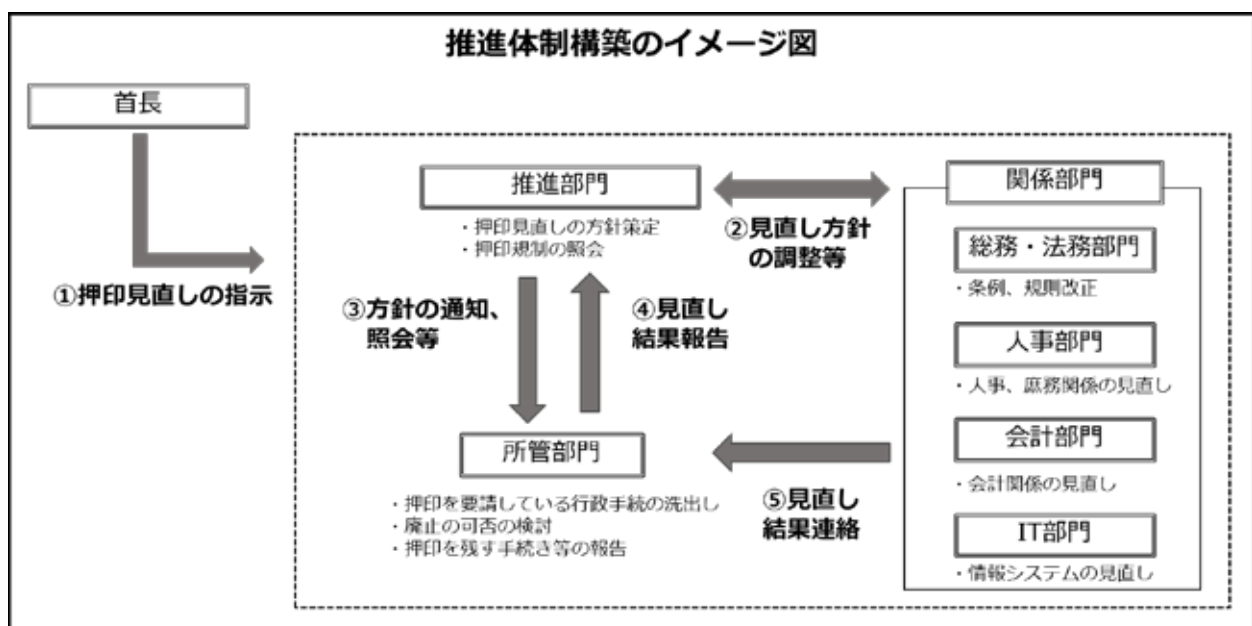 推進体制構築のイメージ図
首長
①押印見直しの指示
推進部門
・押印見直しの方針策定
・押印規制の照会
②見直し方針
の調整等
③方針の通知、
照会等
④見直し
結果報告
所管部門
・押印を要請している行政手続の洗出し
・廃止の可否の検討
・押印を残す手続き等の報告
⑤見直し
結果連絡
関係部門
総務・法務部門
・条例、規則改正
人事部門
・人事、庶務関係の見直し
会計部門
・会計関係の見直し
IT部門
・情報システムの見直し